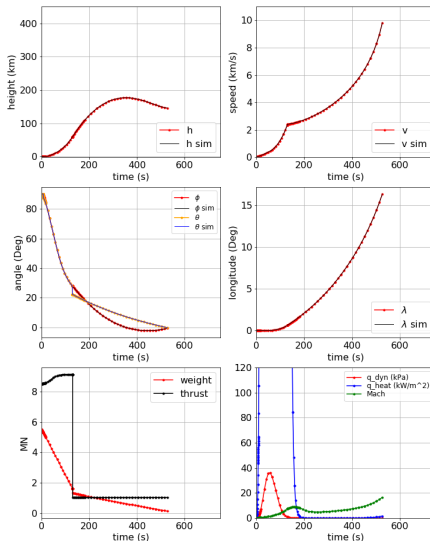 400
300
200
100
0
height (km)
h
h sim
0 200 400 600
time (s)
10
8
6
4
2
0
speed (km/s)
v
v sim
0 200 400 600
time (s)
80
60
40
20
0
angle (Deg)
ϕ
ϕ sim
θ
θ sim
0 200 400 600
time (s)
15
10
5
0
longitude (Deg)
λ
λ sim
0 200 400 600
time (s)
8
6
4
2
0
MN
weight
thrust
0 200 400 600
time (s)
120
100
80
60
40
20
0
q_dyn (kPa)
q_heat (kW/m^2)
Mach
0 200 400 600
time (s)